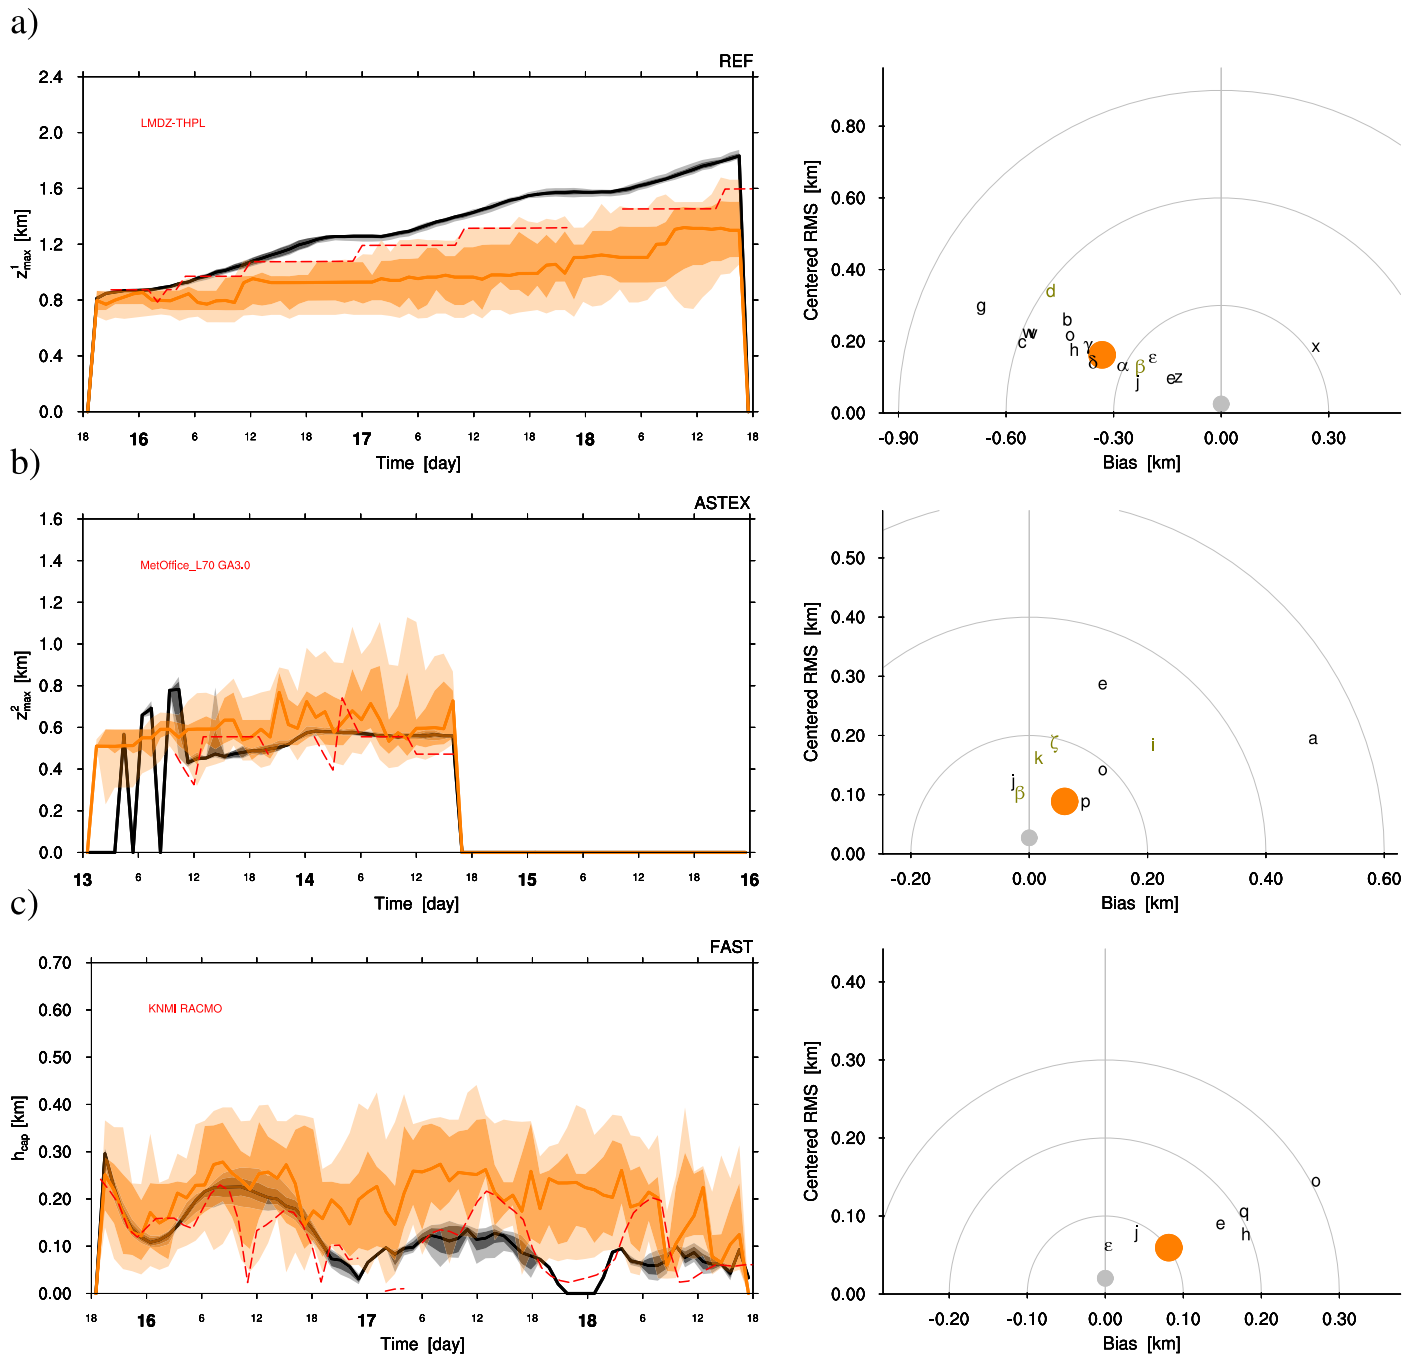 a)
REF
2.4
2.0
1.6
1.2
0.8
0.4
0.0
z¹max [km]
LMDZ-THPL
18 16 6 12 17 6 12 18 6 12 18
Time [day]
0.80
0.60
0.40
0.20
0.00
Centered RMS [km]
g d b o w v c h γ δ α β ε j e z x
-0.90 -0.60 -0.30 0.00 0.30
Bias [km]
b)
ASTEX
1.6
1.4
1.2
1.0
0.8
0.6
0.4
0.2
0.0
z²max [km]
MetOffice_L70 GA3.0
13 6 12 18 14 6 12 18 15 6 12 18 16
Time [day]
0.50
0.40
0.30
0.20
0.10
0.00
Centered RMS [km]
e a i ζ k o j β p
-0.20 0.00 0.20 0.40 0.60
Bias [km]
c)
FAST
0.70
0.60
0.50
0.40
0.30
0.20
0.10
0.00
hcap [km]
KNMI RACMO
18 16 6 12 18 17 6 12 18 18 6 12 18
Time [day]
0.40
0.30
0.20
0.10
0.00
Centered RMS [km]
o q e h j ε
-0.20 -0.10 0.00 0.10 0.20 0.30
Bias [km]